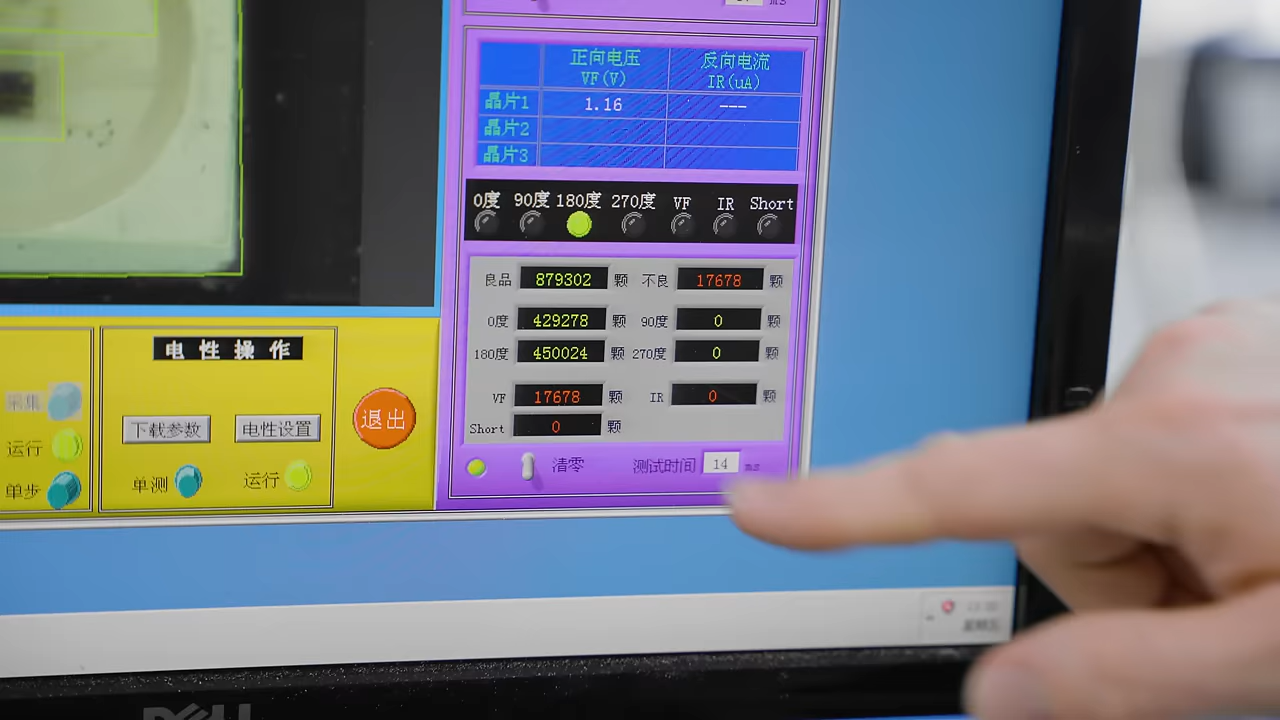 正向电压 反向电流
VF(V) IR(uA)
晶片1 1.16 ---
晶片2
晶片3
0度 90度 180度 270度 VF IR Short
良品 879302 颗 不良 17678 颗
0度 429278 颗 90度 0 颗
180度 450024 颗 270度 0 颗
VF 17678 颗 IR 0 颗
Short 0 颗
清零 测试时间 14 ms
电性操作
采集
下载参数 电性设置
退出
运行
单测 运行
单步
DELL